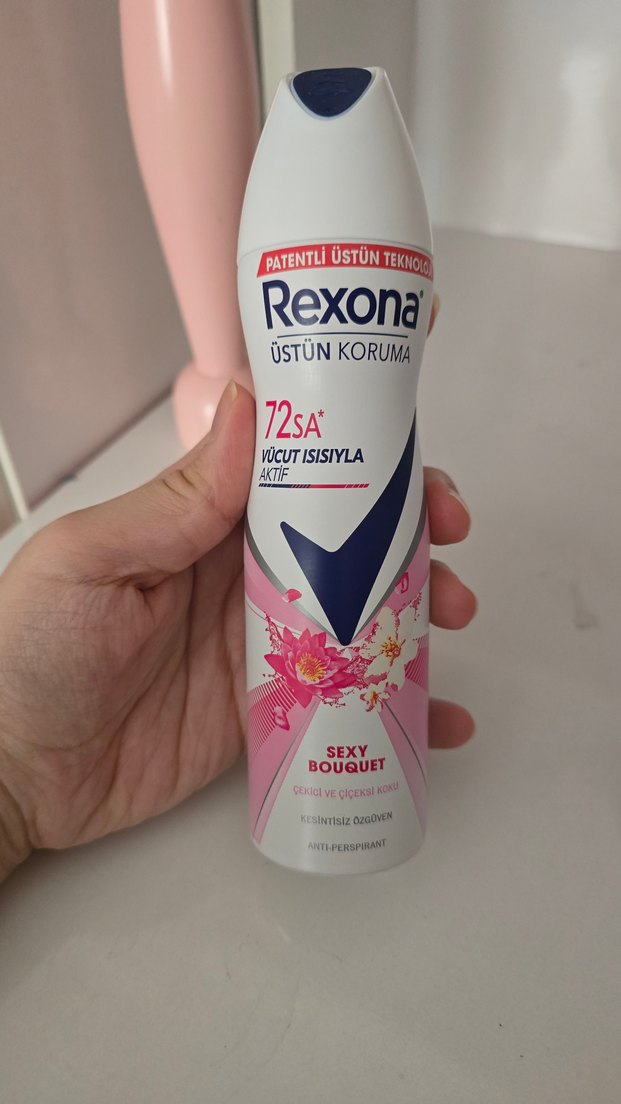 PATENTLİ ÜSTÜN TEKNOLOJİ
Rexona
ÜSTÜN KORUMA
72SA*
VÜCUT ISISIYLA
AKTİF
SEXY
BOUQUET
ÇEKİCİ VE ÇİÇEKSİ KOKU
KESİNTİSİZ ÖZGÜVEN
ANTI-PERSPIRANT